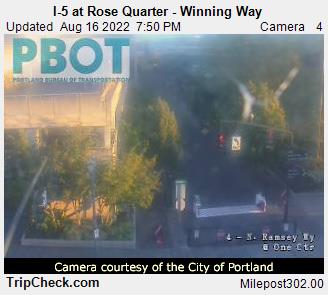 I-5 at Rose Quarter - Winning Way
Updated Aug 16 2022 7:50 PM Camera 4
PBOT
PORTLAND BUREAU OF TRANSPORTATION
4 - N. Ramsey Wy
@ One Ctr
Camera courtesy of the City of Portland
TripCheck.com Milepost302.00